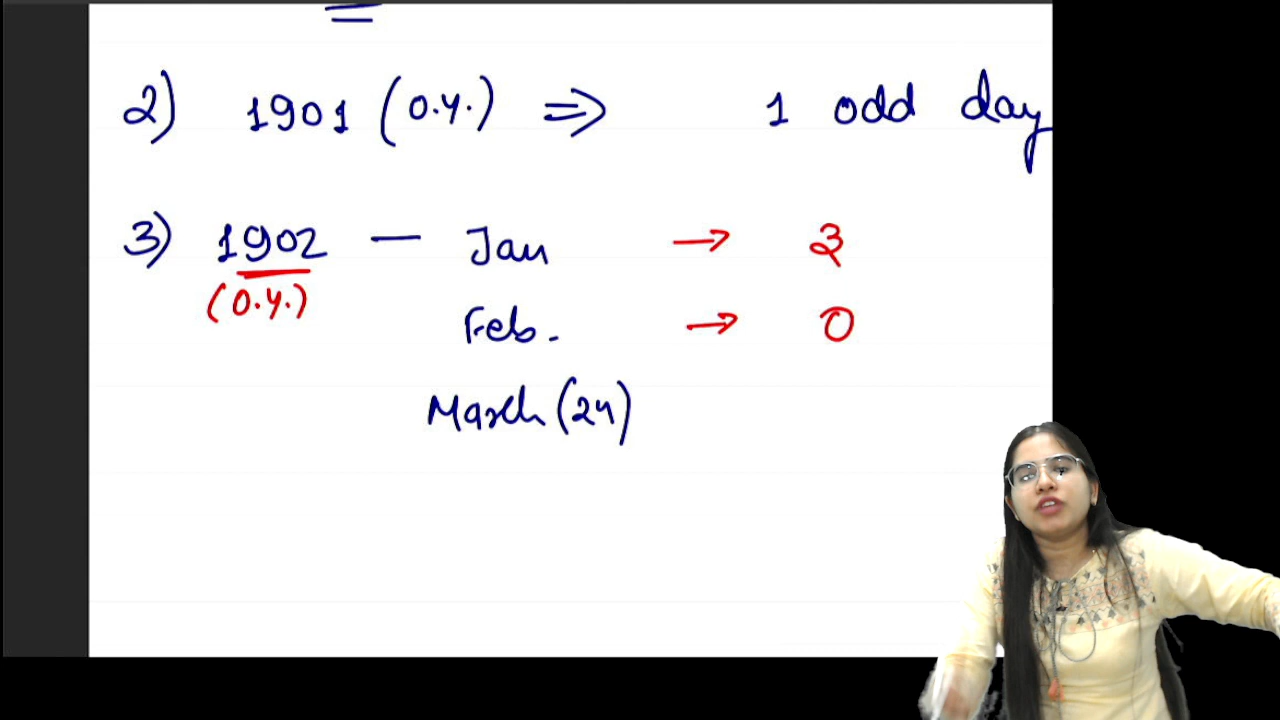 2) 1901 (O.Y.) ⇒ 1 odd day
3) 1902 — Jan → 3
(O.Y.)
Feb. → 0
March (24)